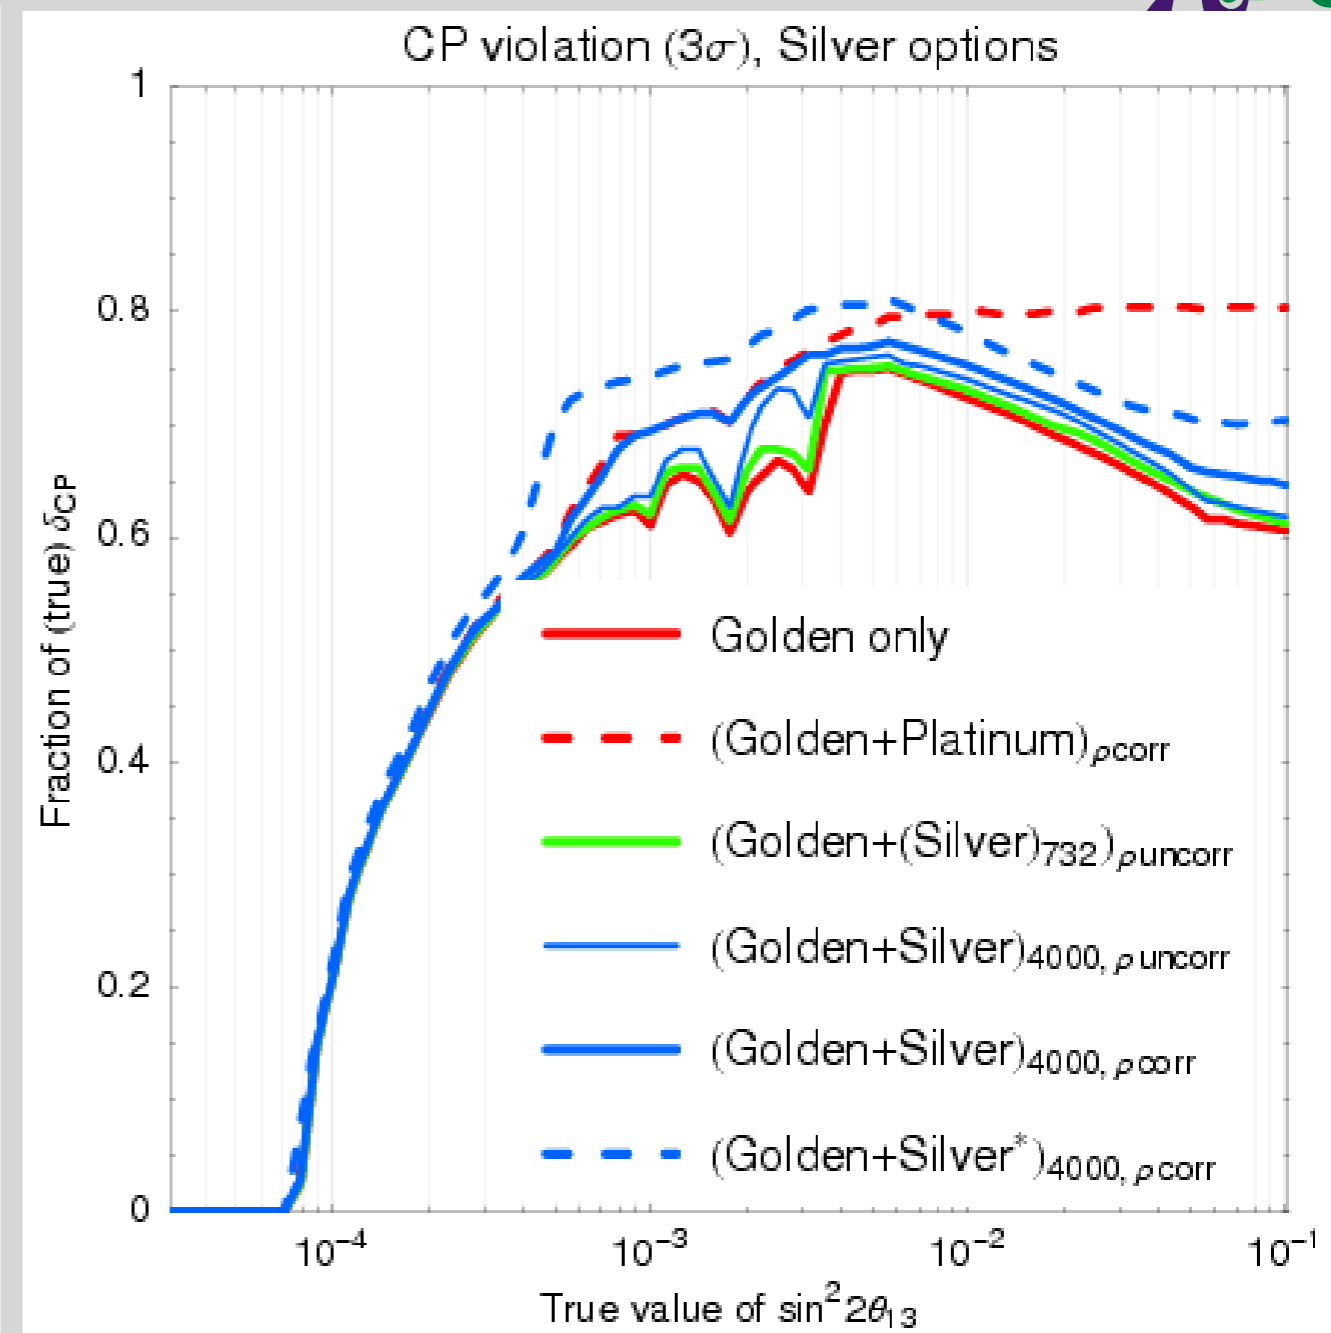 CP violation (3σ), Silver options
1
0.8
0.6
0.4
0.2
0
Fraction of (true) δCP
Golden only
(Golden+Platinum)ρcorr
(Golden+(Silver)732)ρuncorr
(Golden+Silver)4000, ρuncorr
(Golden+Silver)4000, ρcorr
(Golden+Silver*)4000, ρcorr
10⁻⁴ 10⁻³ 10⁻² 10⁻¹
True value of sin²2θ13